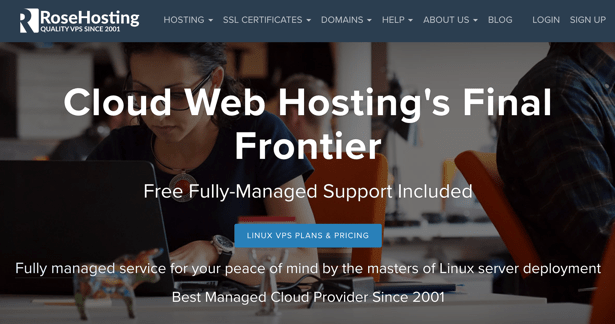 RoseHosting
QUALITY VPS SINCE 2001
HOSTING SSL CERTIFICATES DOMAINS HELP ABOUT US BLOG LOGIN SIGN UP
Cloud Web Hosting's Final
Frontier
Free Fully-Managed Support Included
LINUX VPS PLANS & PRICING
Fully managed service for your peace of mind by the masters of Linux server deployment
Best Managed Cloud Provider Since 2001